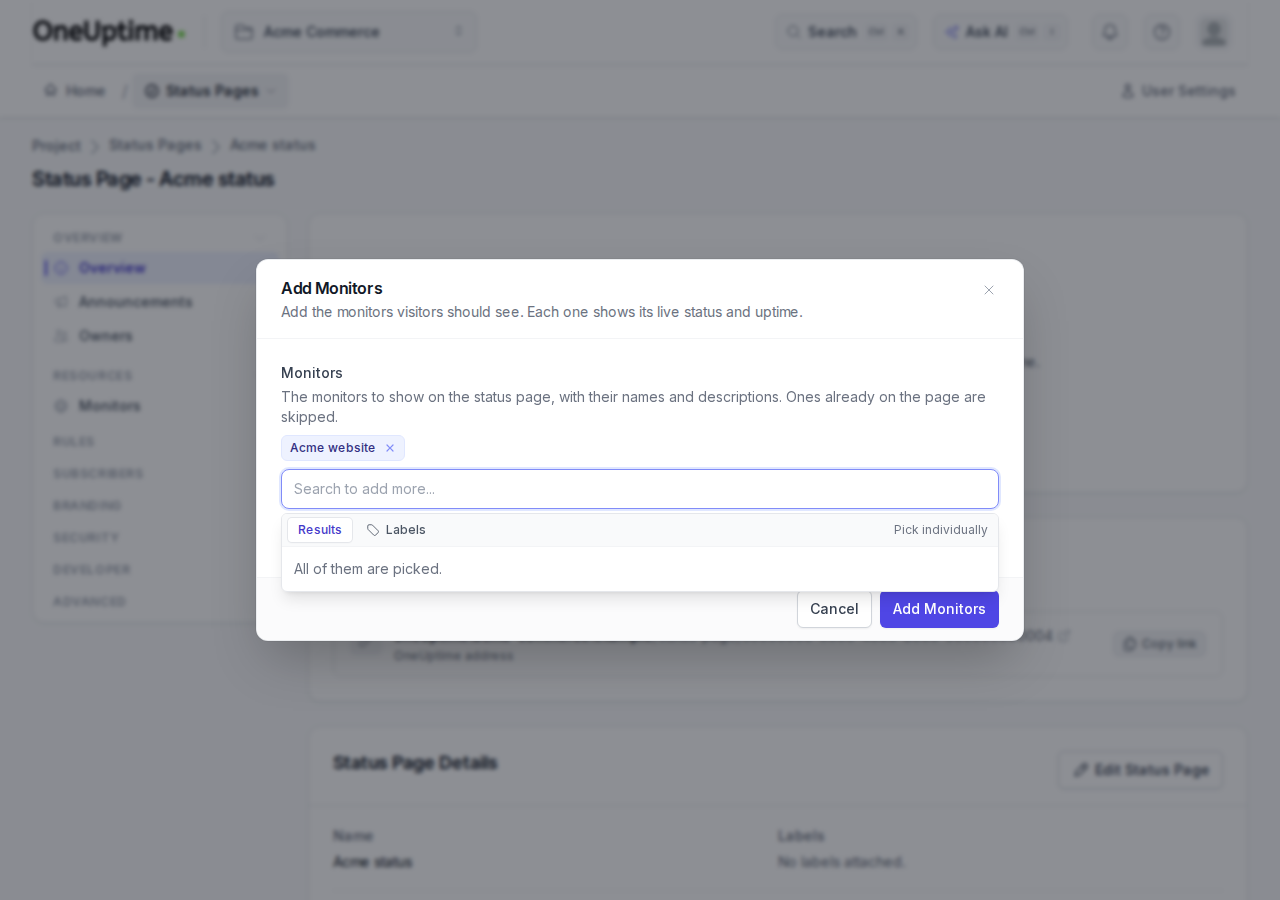 OneUptime
Acme Commerce
Search
Ask AI
Home / Status Pages
User Settings
Project > Status Pages > Acme status
Status Page - Acme status
OVERVIEW
Overview
Announcements
Owners
RESOURCES
Monitors
RULES
SUBSCRIBERS
BRANDING
SECURITY
DEVELOPER
ADVANCED
Add Monitors
Add the monitors visitors should see. Each one shows its live status and uptime.
Monitors
The monitors to show on the status page, with their names and descriptions. Ones already on the page are
skipped.
Acme website
Search to add more...
Results
Labels
Pick individually
All of them are picked.
Cancel
Add Monitors
OneUptime address
Copy link
Status Page Details
Edit Status Page
Name
Labels
Acme status
No labels attached.